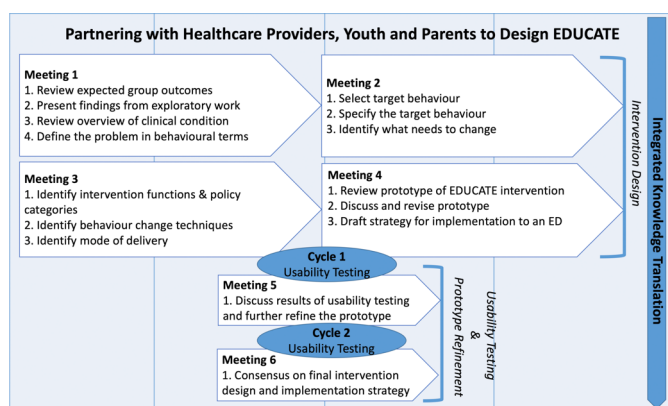 Partnering with Healthcare Providers, Youth and Parents to Design EDUCATE
Meeting 1
1. Review expected group outcomes
2. Present findings from exploratory work
3. Review overview of clinical condition
4. Define the problem in behavioural terms
Meeting 2
1. Select target behaviour
2. Specify the target behaviour
3. Identify what needs to change
Meeting 3
1. Identify intervention functions & policy
categories
2. Identify behaviour change techniques
3. Identify mode of delivery
Meeting 4
1. Review prototype of EDUCATE intervention
2. Discuss and revise prototype
3. Draft strategy for implementation to an ED
Intervention Design
Cycle 1
Usability Testing
Meeting 5
1. Discuss results of usability testing
and further refine the prototype
Cycle 2
Usability Testing
Meeting 6
1. Consensus on final intervention
design and implementation strategy
Usability Testing
&
Prototype Refinement
Integrated Knowledge Translation